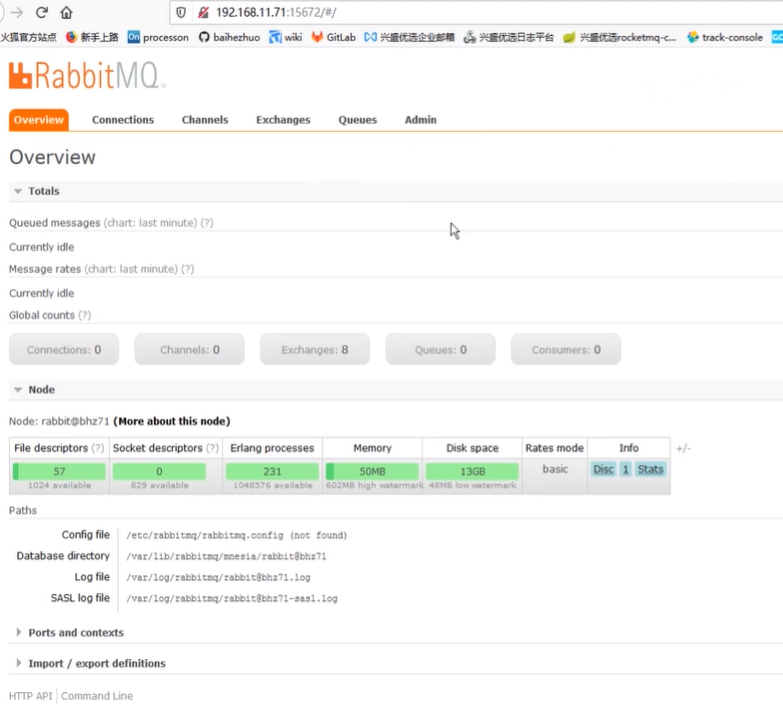 192.168.11.71:15672/#/
火狐官方站点 新手上路 On processon baihezhuo wiki GitLab 兴盛优选企业邮箱 兴盛优选日志平台 兴盛优选rocketmq-c... track-console
RabbitMQ
Overview Connections Channels Exchanges Queues Admin
Overview
Totals
Queued messages (chart: last minute) (?)
Currently idle
Message rates (chart: last minute) (?)
Currently idle
Global counts (?)
Connections: 0 Channels: 0 Exchanges: 8 Queues: 0 Consumers: 0
Node
Node: rabbit@bhz71 (More about this node)
File descriptors (?) Socket descriptors (?) Erlang processes Memory Disk space Rates mode Info +/-
57 0 231 50MB 13GB basic Disc 1 Stats
1024 available 829 available 1048576 available 602MB high watermark 48MB low watermark
Paths
Config file /etc/rabbitmq/rabbitmq.config (not found)
Database directory /var/lib/rabbitmq/mnesia/rabbit@bhz71
Log file /var/log/rabbitmq/rabbit@bhz71.log
SASL log file /var/log/rabbitmq/rabbit@bhz71-sasl.log
Ports and contexts
Import / export definitions
HTTP API Command Line